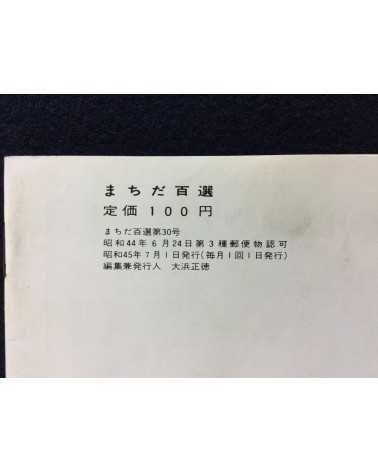 まちだ百選
定価 100円
まちだ百選第30号
昭和44年6月24日第3種郵便物認可
昭和45年7月1日発行(毎月1回1日発行)
編集兼発行人 大浜正徳